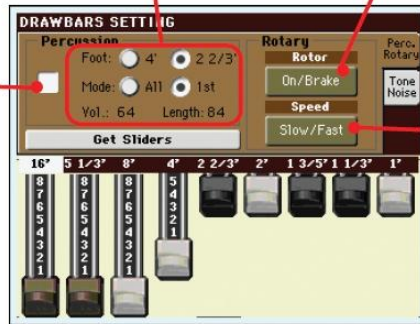 DRAWBARS SETTING
Percussion Rotary Perc. Rotary
Foot: 4' 2 2/3' Rotor
On/Brake
Tone Noise
Mode: All 1st
Speed
Vol.: 64 Length: 84
Slow/Fast
Get Sliders
16' 5 1/3' 8' 4' 2 2/3' 2' 1 3/5' 1 1/3' 1'
8 8 8 5
7 7 7 4
6 6 6 3
5 5 5 2
4 4 4 1
3 3 3
2 2 2
1 1 1